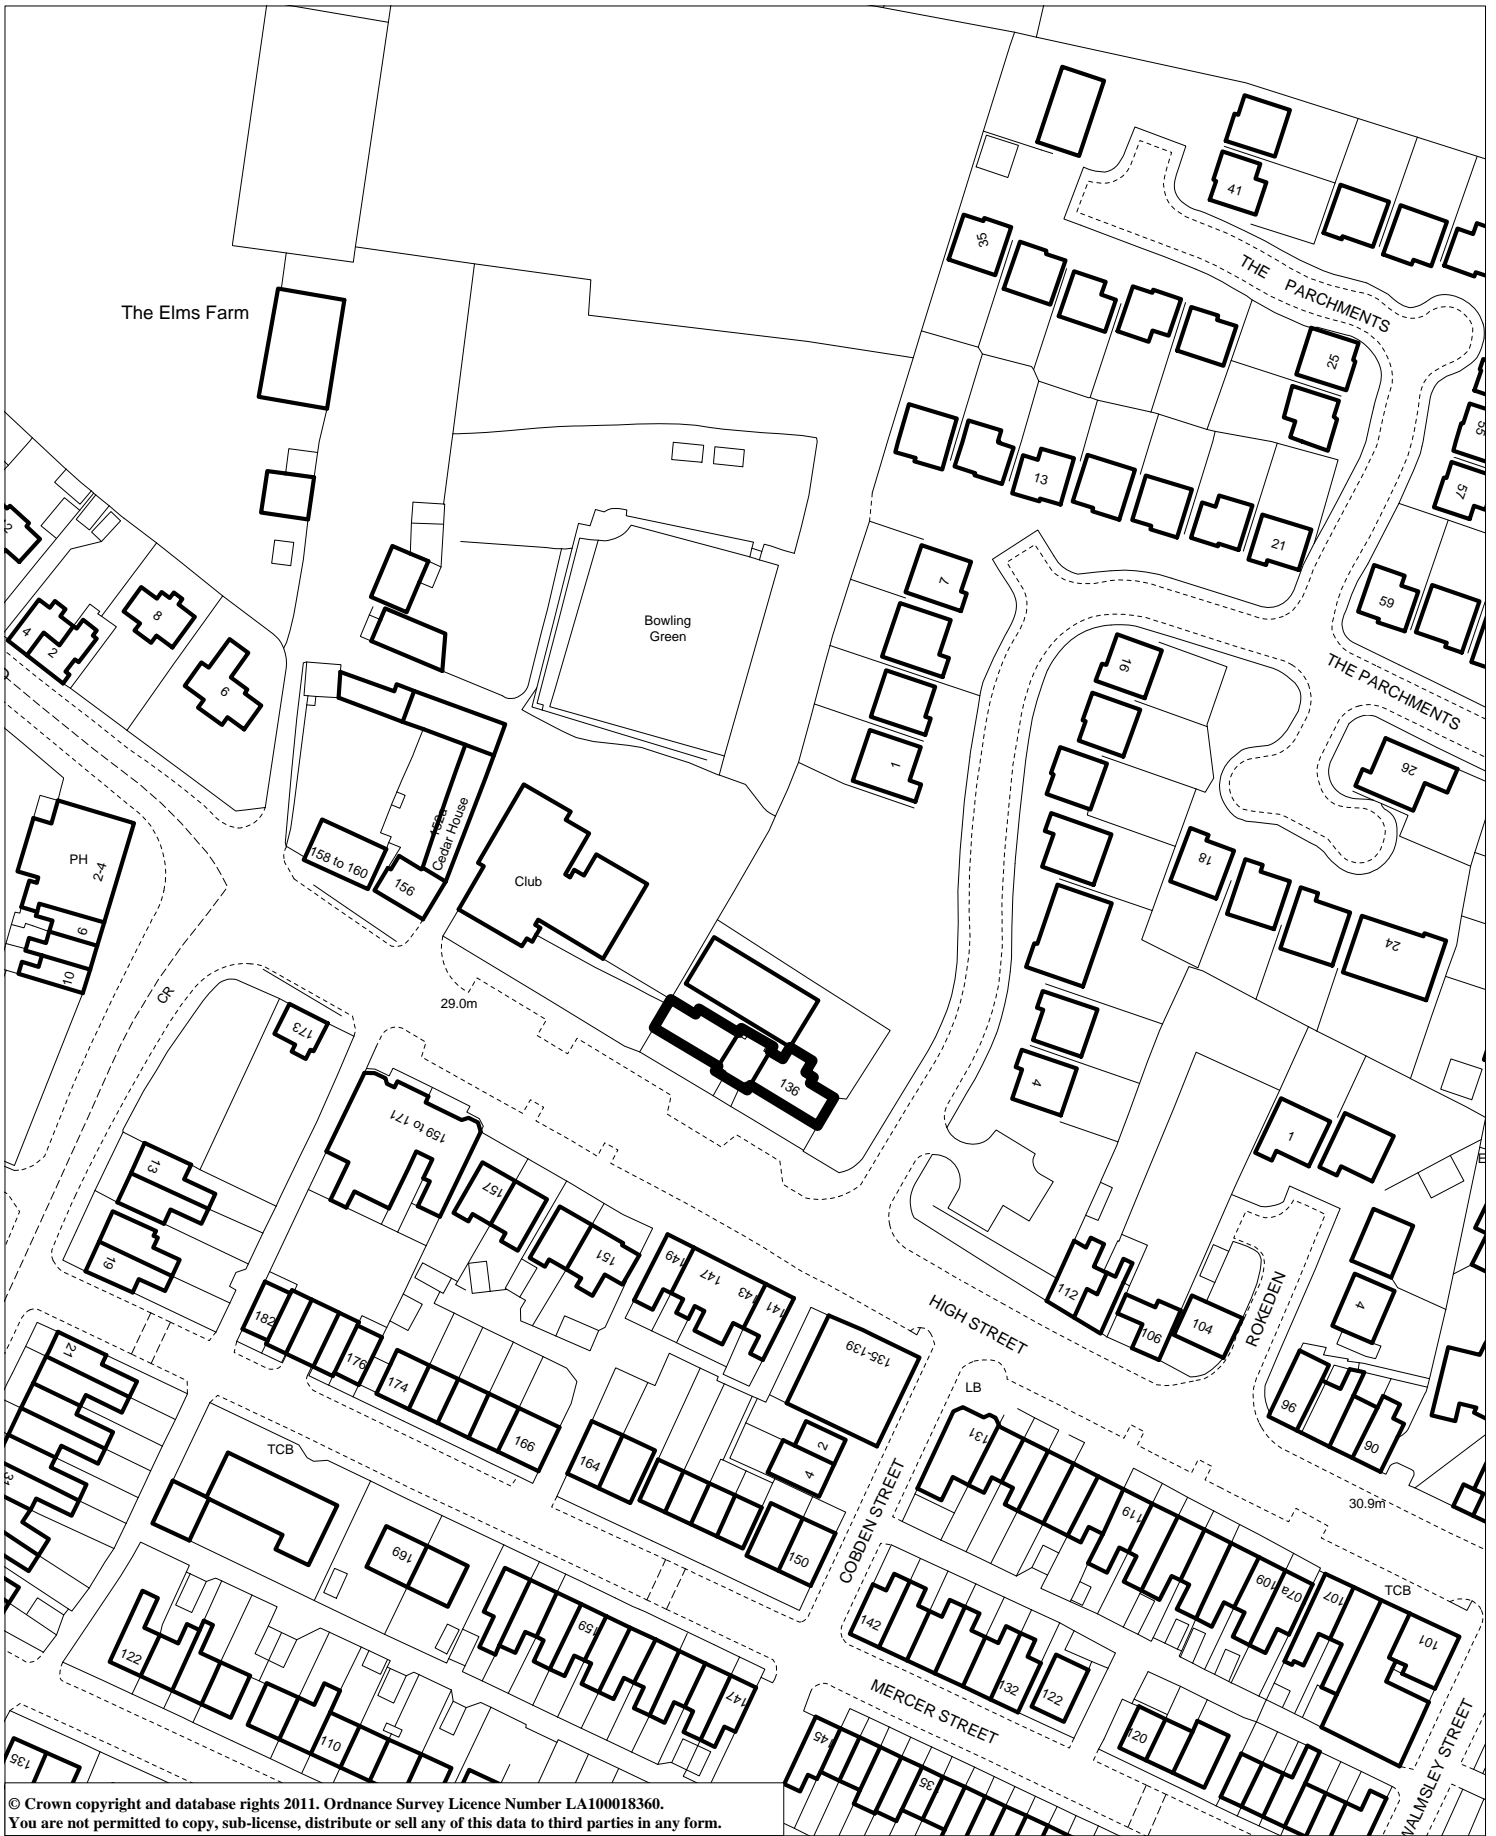 41
35
THE PARCHMENTS
The Elms Farm
25
55
13
57
21
2
7
59
8
4
2
Bowling
Green
16
THE PARCHMENTS
6
1
26
152a
Cedar House
PH
2-4
158 to 160
156
Club
18
6
24
10
CR
29.0m
173
136
4
159 to 171
1
13
157
151
149
147
143
141
19
112
HIGH STREET
ROKEDEN
4
182
106
104
135-139
176
21
174
LB
96
166
2
131
90
TCB
164
4
31
COBDEN STREET
119
30.9m
150
169
109
107a
107
TCB
142
159
101
122
132
122
147
MERCER STREET
110
120
145
135
35
WALMSLEY STREET
© Crown copyright and database rights 2011. Ordnance Survey Licence Number LA100018360.
You are not permitted to copy, sub-license, distribute or sell any of this data to third parties in any form.